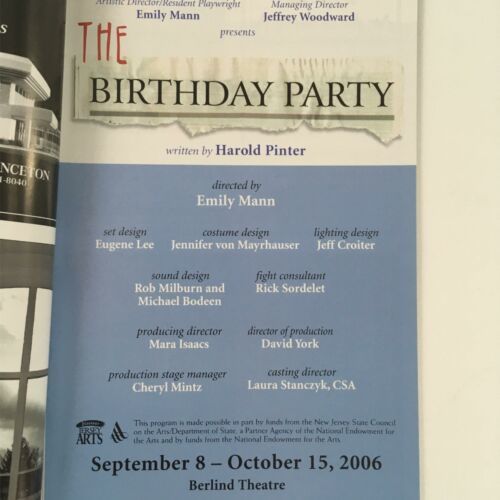 Artistic Director/Resident Playwright Managing Director
Emily Mann Jeffrey Woodward
presents
THE
BIRTHDAY PARTY
written by Harold Pinter
directed by
Emily Mann
set design costume design lighting design
Eugene Lee Jennifer von Mayrhauser Jeff Croiter
sound design fight consultant
Rob Milburn and Rick Sordelet
Michael Bodeen
producing director director of production
Mara Isaacs David York
production stage manager casting director
Cheryl Mintz Laura Stanczyk, CSA
JERSEY
ARTS
This program is made possible in part by funds from the New Jersey State Council
on the Arts/Department of State, a Partner Agency of the National Endowment for
the Arts and by funds from the National Endowment for the Arts.
September 8 – October 15, 2006
Berlind Theatre
s
NCETON
1-8040